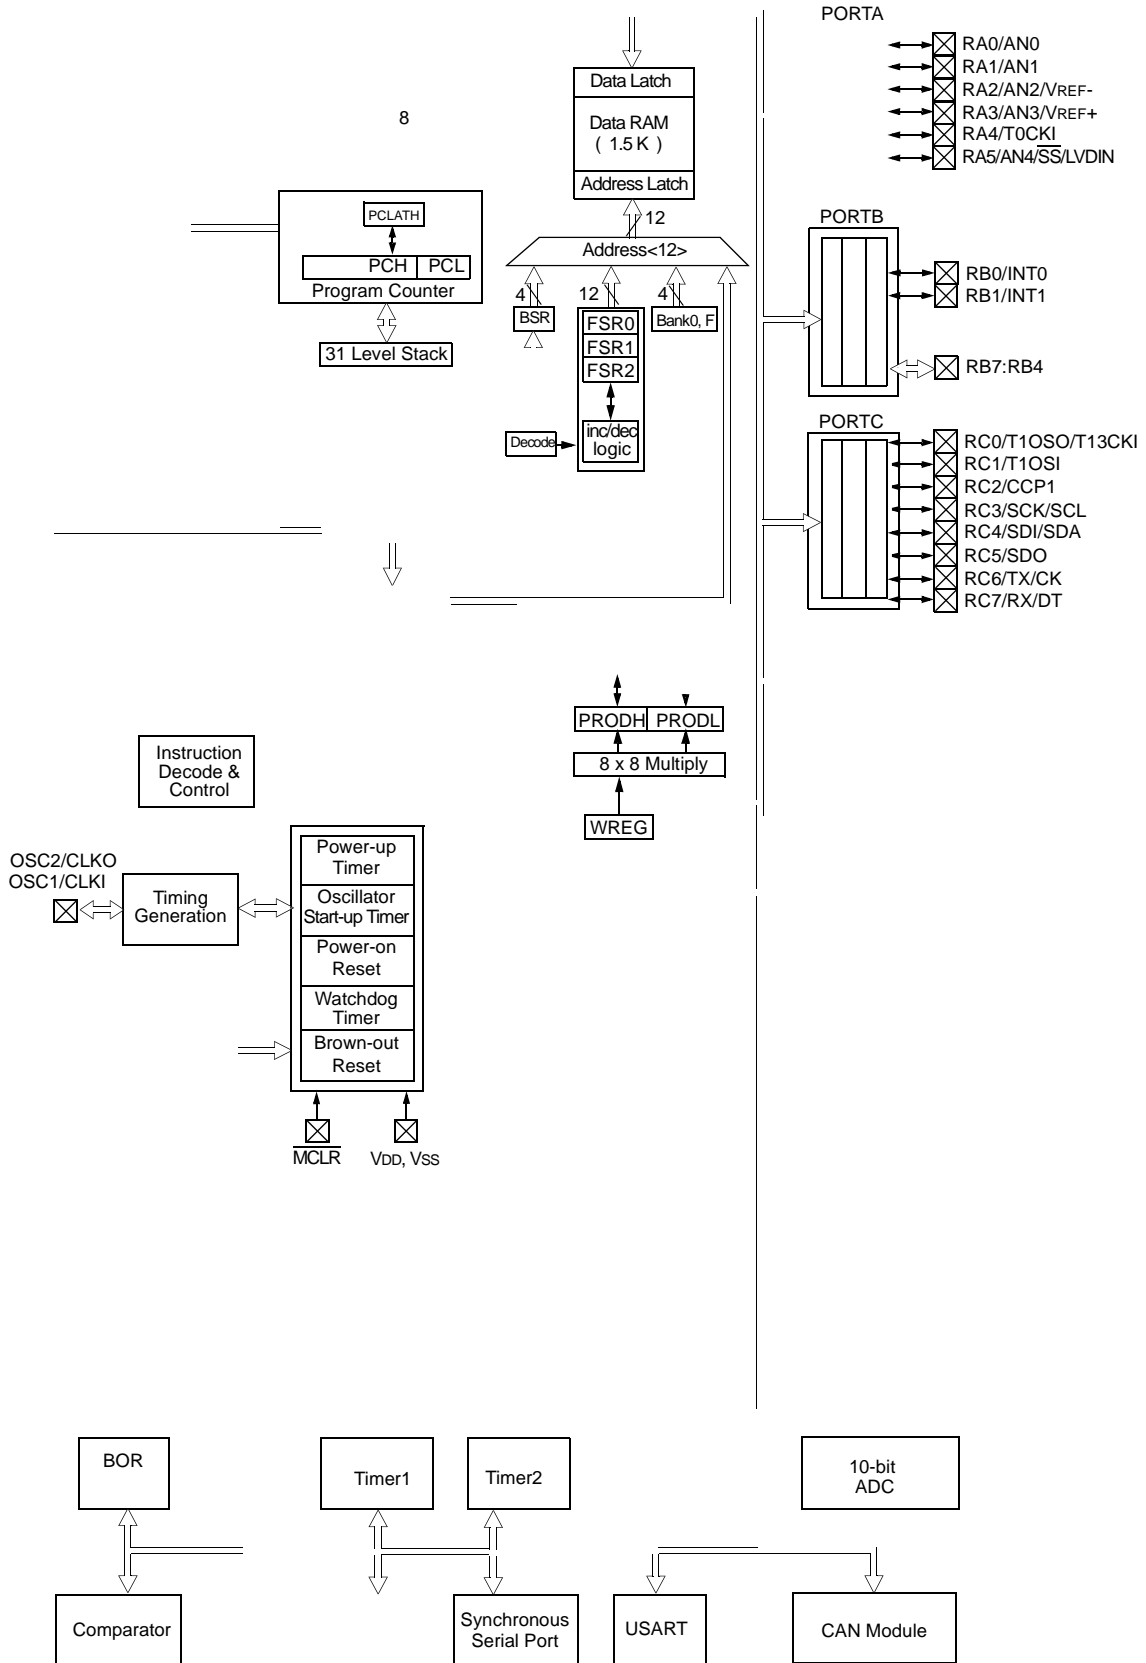 PORTA
RA0/AN0
RA1/AN1
RA2/AN2/VREF-
RA3/AN3/VREF+
RA4/T0CKI
RA5/AN4/SS/LVDIN
Data Latch
Data RAM
( 1.5 K )
Address Latch
8
12
Address<12>
4
12
4
BSR
FSR0
FSR1
FSR2
Bank0, F
inc/dec
logic
Decode
PCLATH
PCH PCL
Program Counter
31 Level Stack
PORTB
RB0/INT0
RB1/INT1
RB7:RB4
PORTC
RC0/T1OSO/T13CKI
RC1/T1OSI
RC2/CCP1
RC3/SCK/SCL
RC4/SDI/SDA
RC5/SDO
RC6/TX/CK
RC7/RX/DT
PRODH PRODL
8 x 8 Multiply
WREG
Instruction
Decode &
Control
OSC2/CLKO
OSC1/CLKI
Timing
Generation
Power-up
Timer
Oscillator
Start-up Timer
Power-on
Reset
Watchdog
Timer
Brown-out
Reset
MCLR
VDD, VSS
BOR
Timer1
Timer2
10-bit
ADC
Comparator
Synchronous
Serial Port
USART
CAN Module